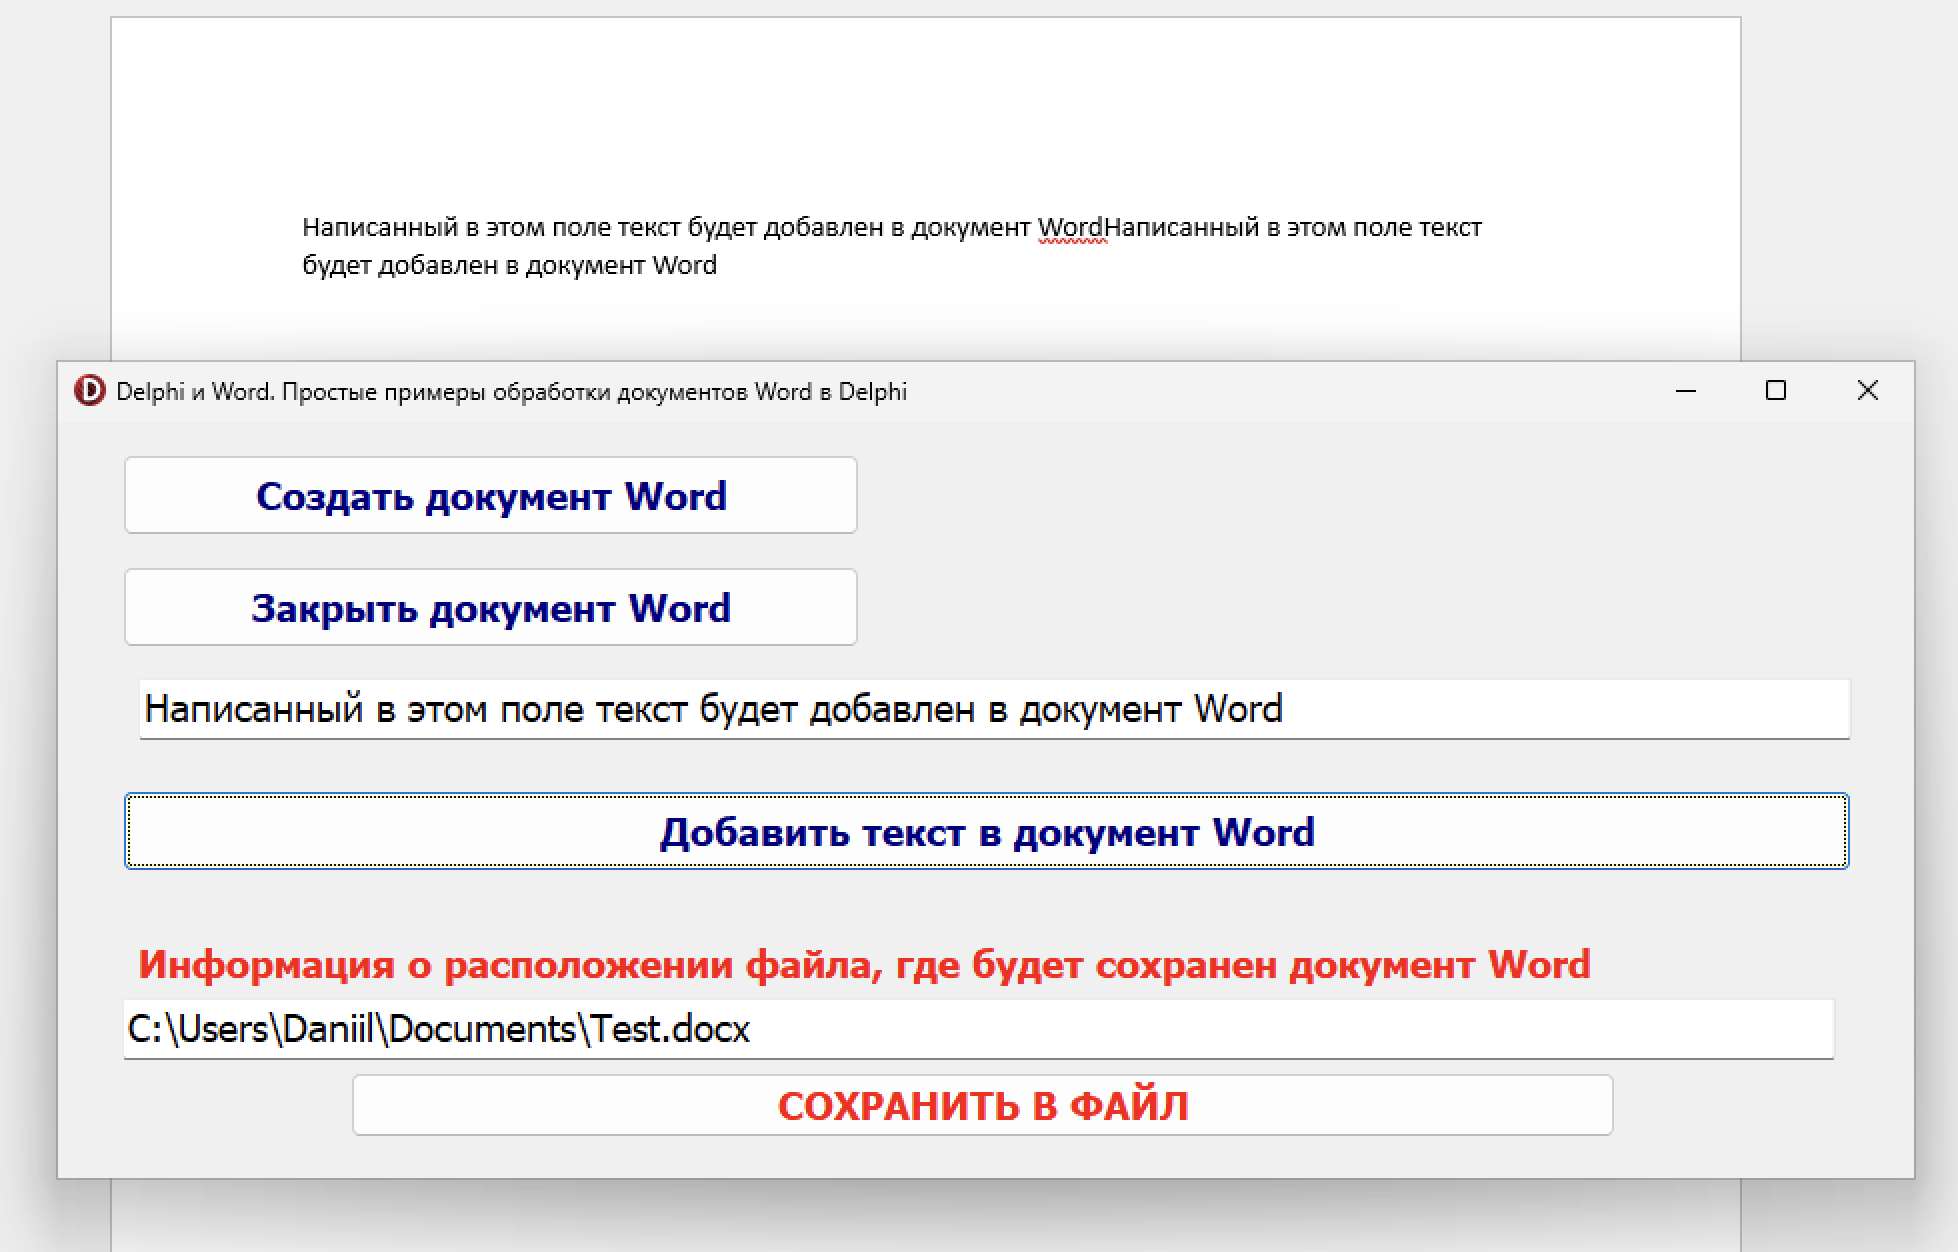 Написанный в этом поле текст будет добавлен в документ WordНаписанный в этом поле текст
будет добавлен в документ Word
Delphi и Word. Простые примеры обработки документов Word в Delphi
Создать документ Word
Закрыть документ Word
Написанный в этом поле текст будет добавлен в документ Word
Добавить текст в документ Word
Информация о расположении файла, где будет сохранен документ Word
C:\Users\Daniil\Documents\Test.docx
СОХРАНИТЬ В ФАЙЛ